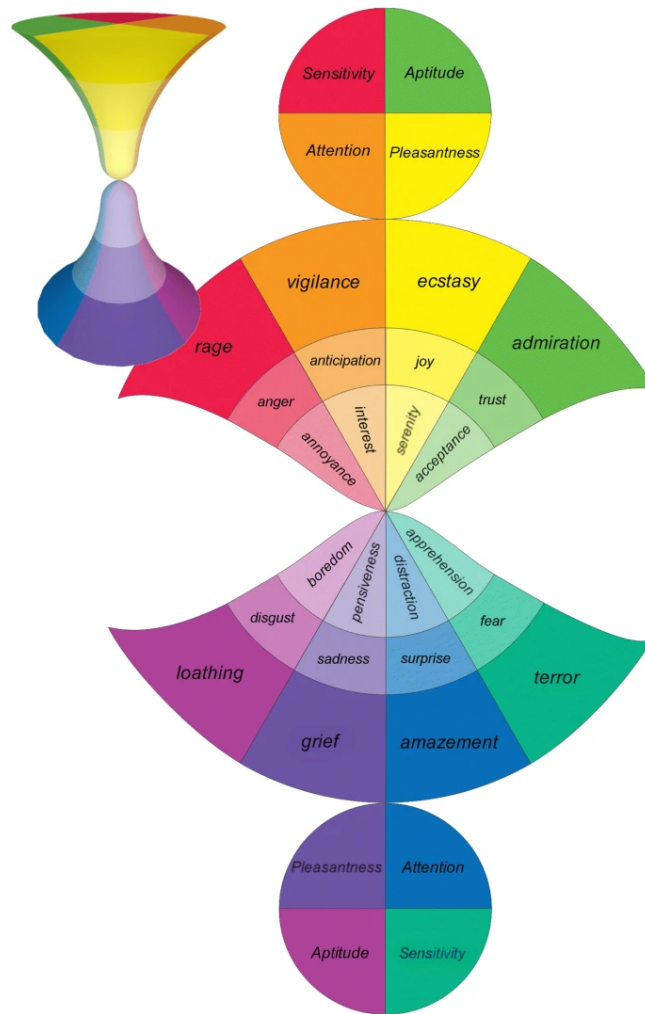 Sensitivity
Aptitude
Attention
Pleasantness
vigilance
ecstasy
rage
admiration
anticipation
joy
anger
trust
annoyance
interest
serenity
acceptance
boredom
pensiveness
distraction
apprehension
disgust
fear
sadness
surprise
loathing
terror
grief
amazement
Pleasantness
Attention
Aptitude
Sensitivity